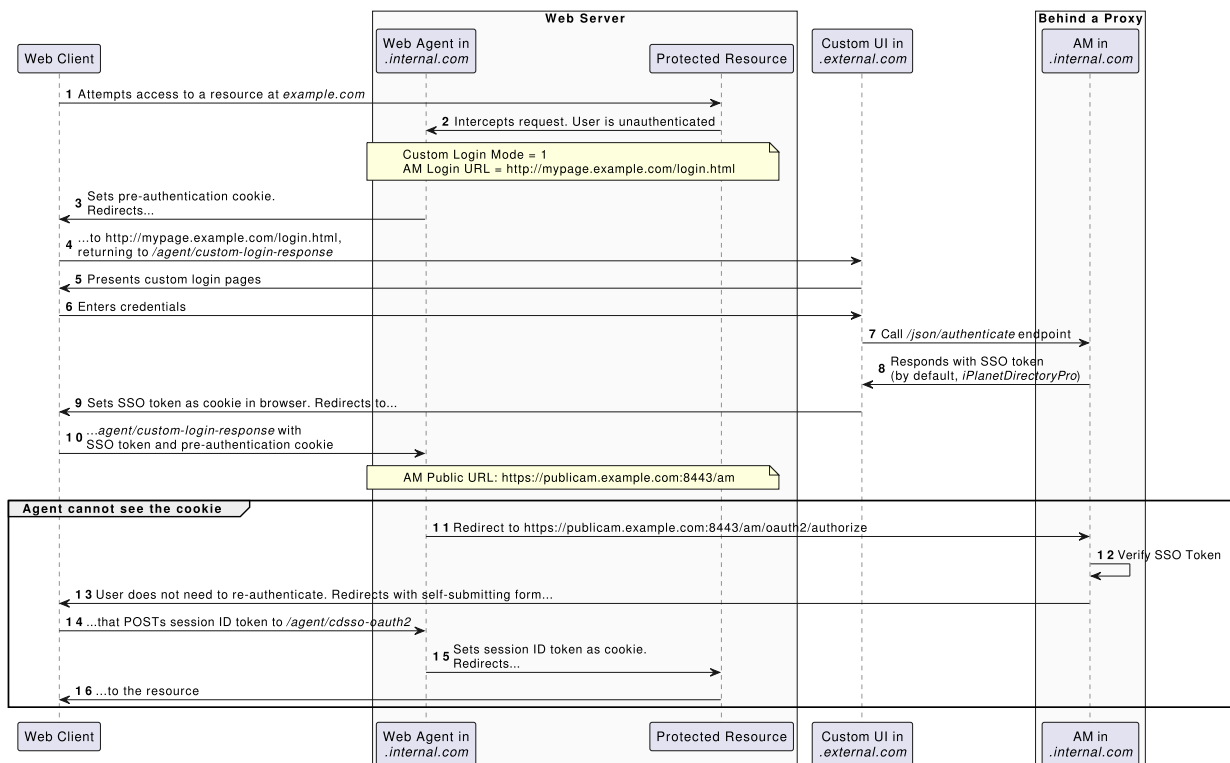 Web Server
Behind a Proxy
Web Client
Web Agent in
.internal.com
Protected Resource
Custom UI in
.external.com
AM in
.internal.com
1 Attempts access to a resource at example.com
2 Intercepts request. User is unauthenticated
Custom Login Mode = 1
AM Login URL = http://mypage.example.com/login.html
3 Sets pre-authentication cookie.
Redirects...
4 ...to http://mypage.example.com/login.html,
returning to /agent/custom-login-response
5 Presents custom login pages
6 Enters credentials
7 Call /json/authenticate endpoint
8 Responds with SSO token
(by default, iPlanetDirectoryPro)
9 Sets SSO token as cookie in browser. Redirects to...
10 ...agent/custom-login-response with
SSO token and pre-authentication cookie
AM Public URL: https://publicam.example.com:8443/am
Agent cannot see the cookie
11 Redirect to https://publicam.example.com:8443/am/oauth2/authorize
12 Verify SSO Token
13 User does not need to re-authenticate. Redirects with self-submitting form...
14 ...that POSTs session ID token to /agent/cdsso-oauth2
15 Sets session ID token as cookie.
Redirects...
16 ...to the resource
Web Client
Web Agent in
.internal.com
Protected Resource
Custom UI in
.external.com
AM in
.internal.com